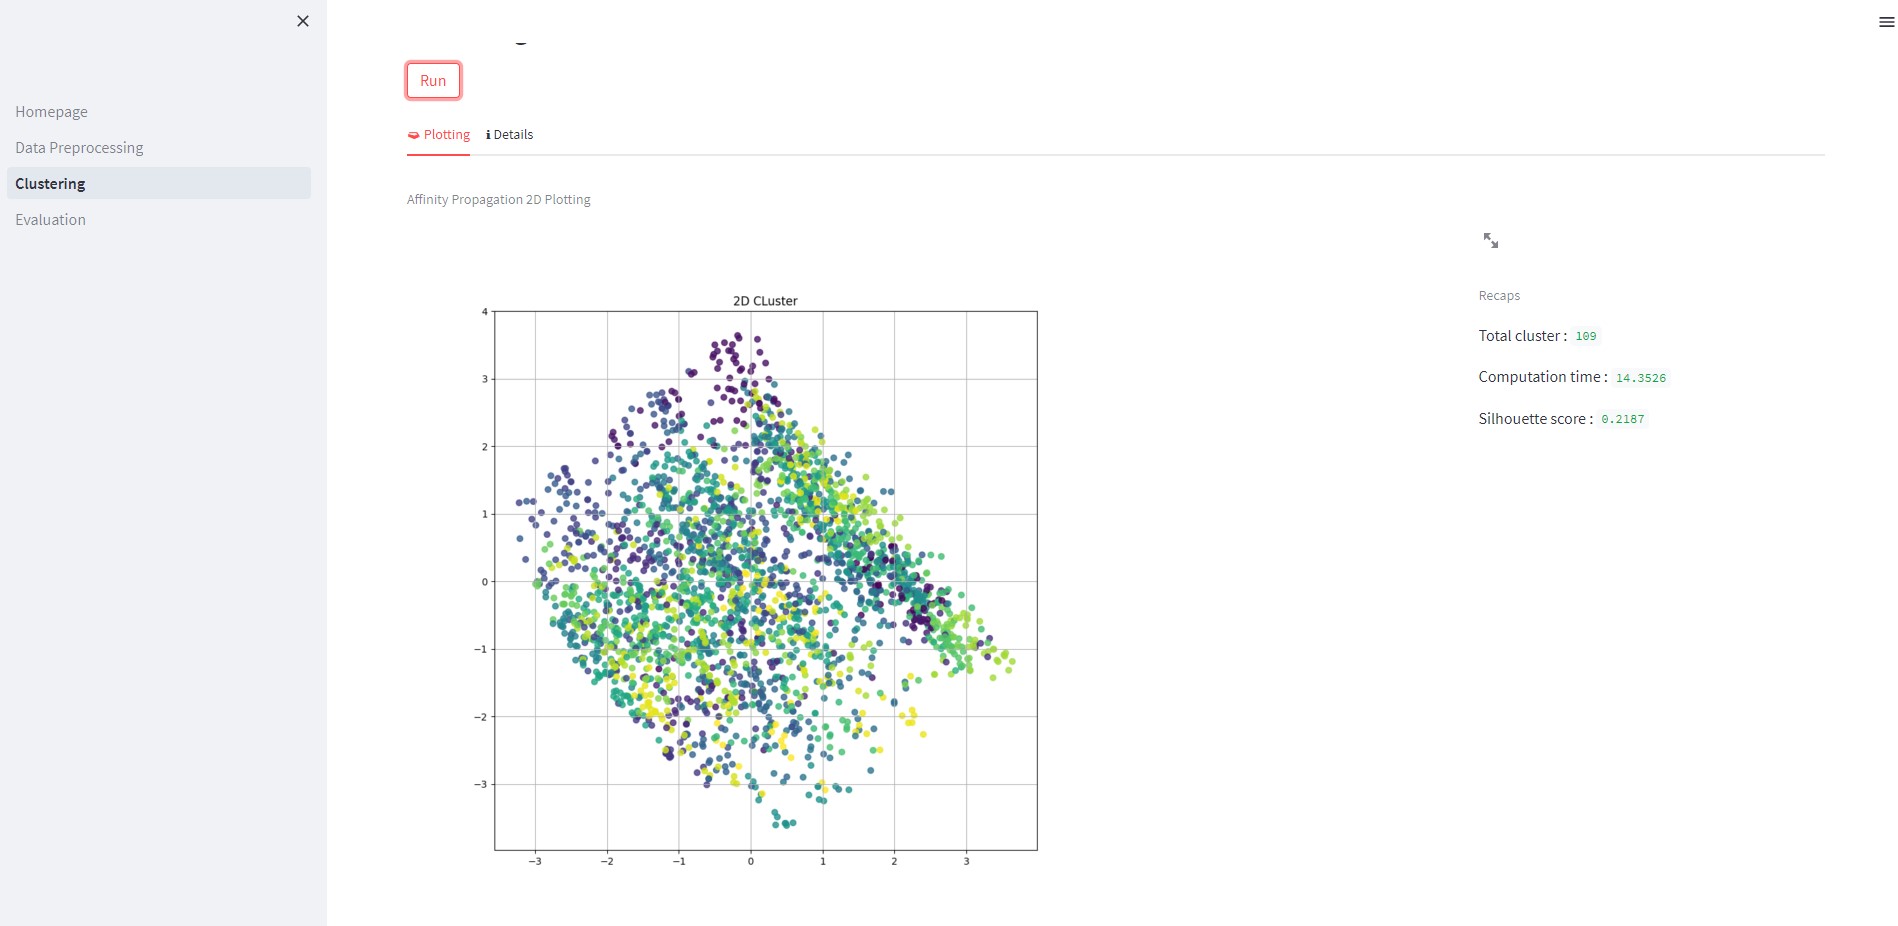 Homepage
Data Preprocessing
Clustering
Evaluation
Run
Plotting
Details
Affinity Propagation 2D Plotting
2D CLuster
4
3
2
1
0
−1
−2
−3
−3 −2 −1 0 1 2 3
Recaps
Total cluster : 109
Computation time : 14.3526
Silhouette score : 0.2187